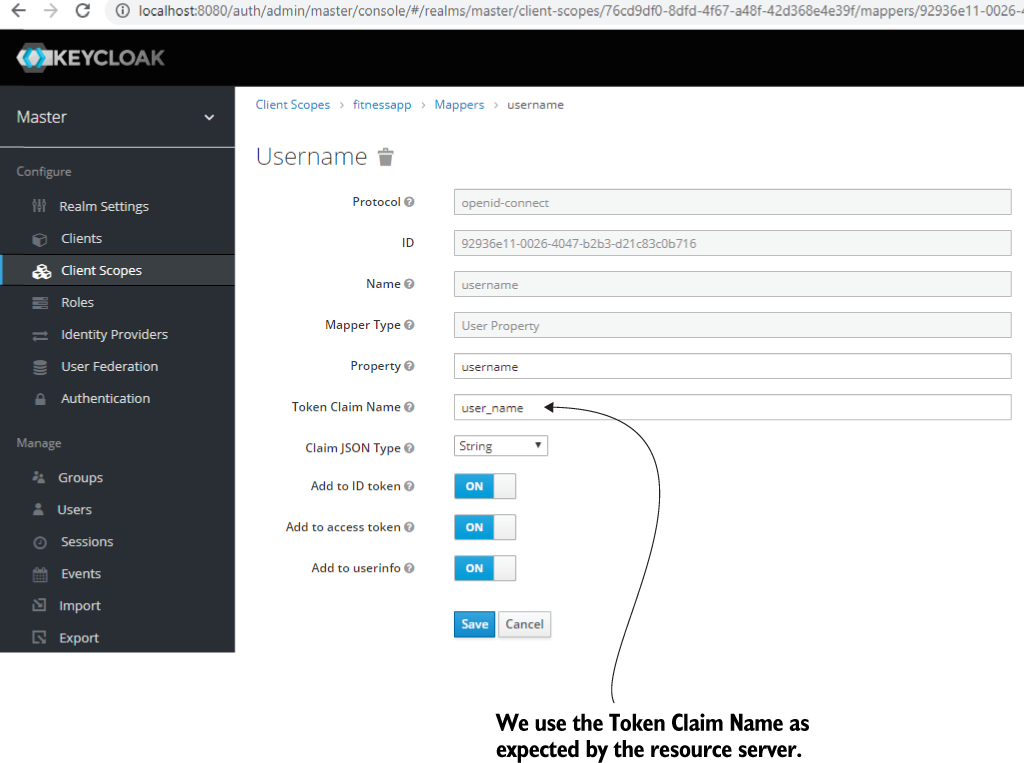 localhost:8080/auth/admin/master/console/#/realms/master/client-scopes/76cd9df0-8dfd-4f67-a48f-42d368e4e39f/mappers/92936e11-0026-
KEYCLOAK
Master
Configure
Realm Settings
Clients
Client Scopes
Roles
Identity Providers
User Federation
Authentication
Manage
Groups
Users
Sessions
Events
Import
Export
Client Scopes > fitnessapp > Mappers > username
Username
Protocol openid-connect
ID 92936e11-0026-4047-b2b3-d21c83c0b716
Name username
Mapper Type User Property
Property username
Token Claim Name user_name
Claim JSON Type String
Add to ID token ON
Add to access token ON
Add to userinfo ON
Save Cancel
We use the Token Claim Name as
expected by the resource server.